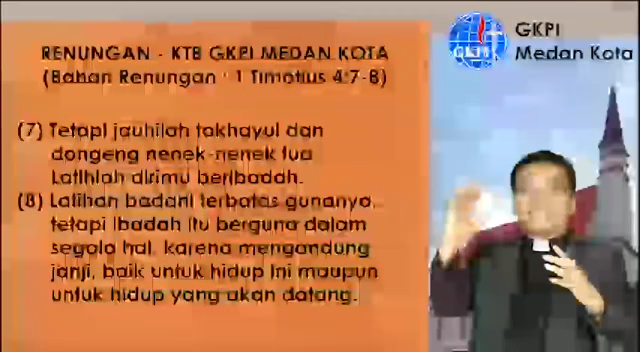 RENUNGAN - KTB GKPI MEDAN KOTA
(Bahan Renungan : 1 Timotius 4:7-8)
(7) Tetapi jauhilah takhayul dan
dongeng nenek-nenek tua
Latihlah dirimu beribadah.
(8) Latihan badani terbatas gunanya,
tetapi ibadah itu berguna dalam
segala hal, karena mengandung
janji, baik untuk hidup ini maupun
untuk hidup yang akan datang.
GKPI
GKPI
Medan Kota